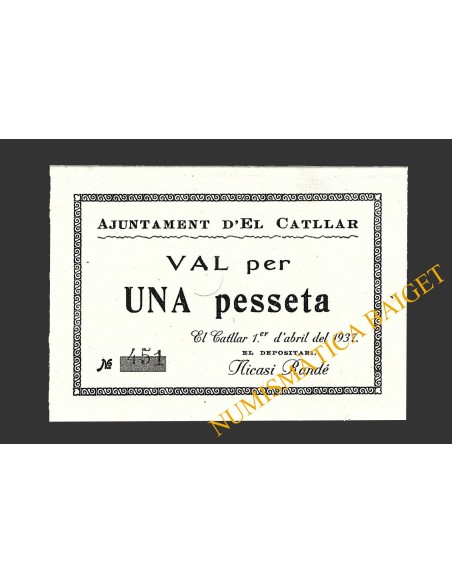 AJUNTAMENT D'EL CATLLAR
VAL per
UNA pesseta
El Catllar 1.er d'abril del 1937.
EL DEPOSITARI,
Nicasi Rondé
№ 451
NUMISMATICA PAIGET